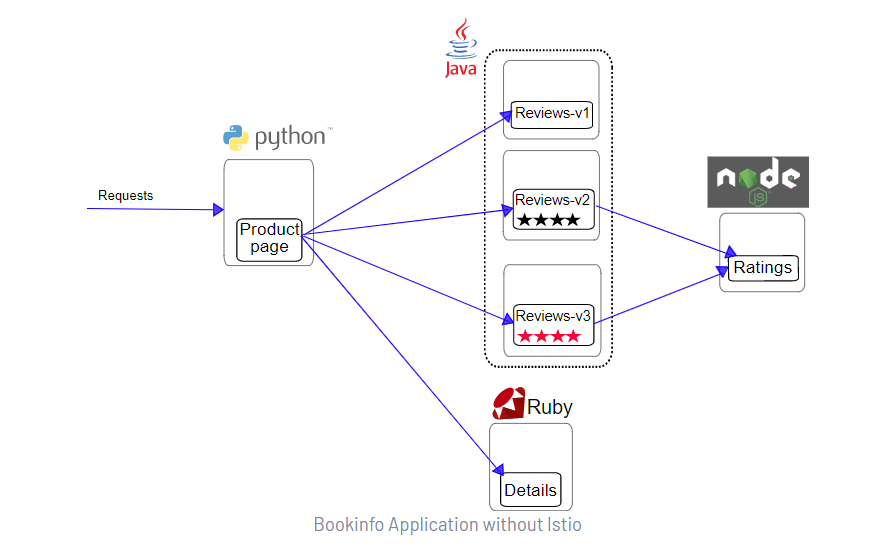 Java
Reviews-v1
python™
Requests
Product
page
Reviews-v2
Reviews-v3
node
JS
Ratings
Ruby
Details
Bookinfo Application without Istio